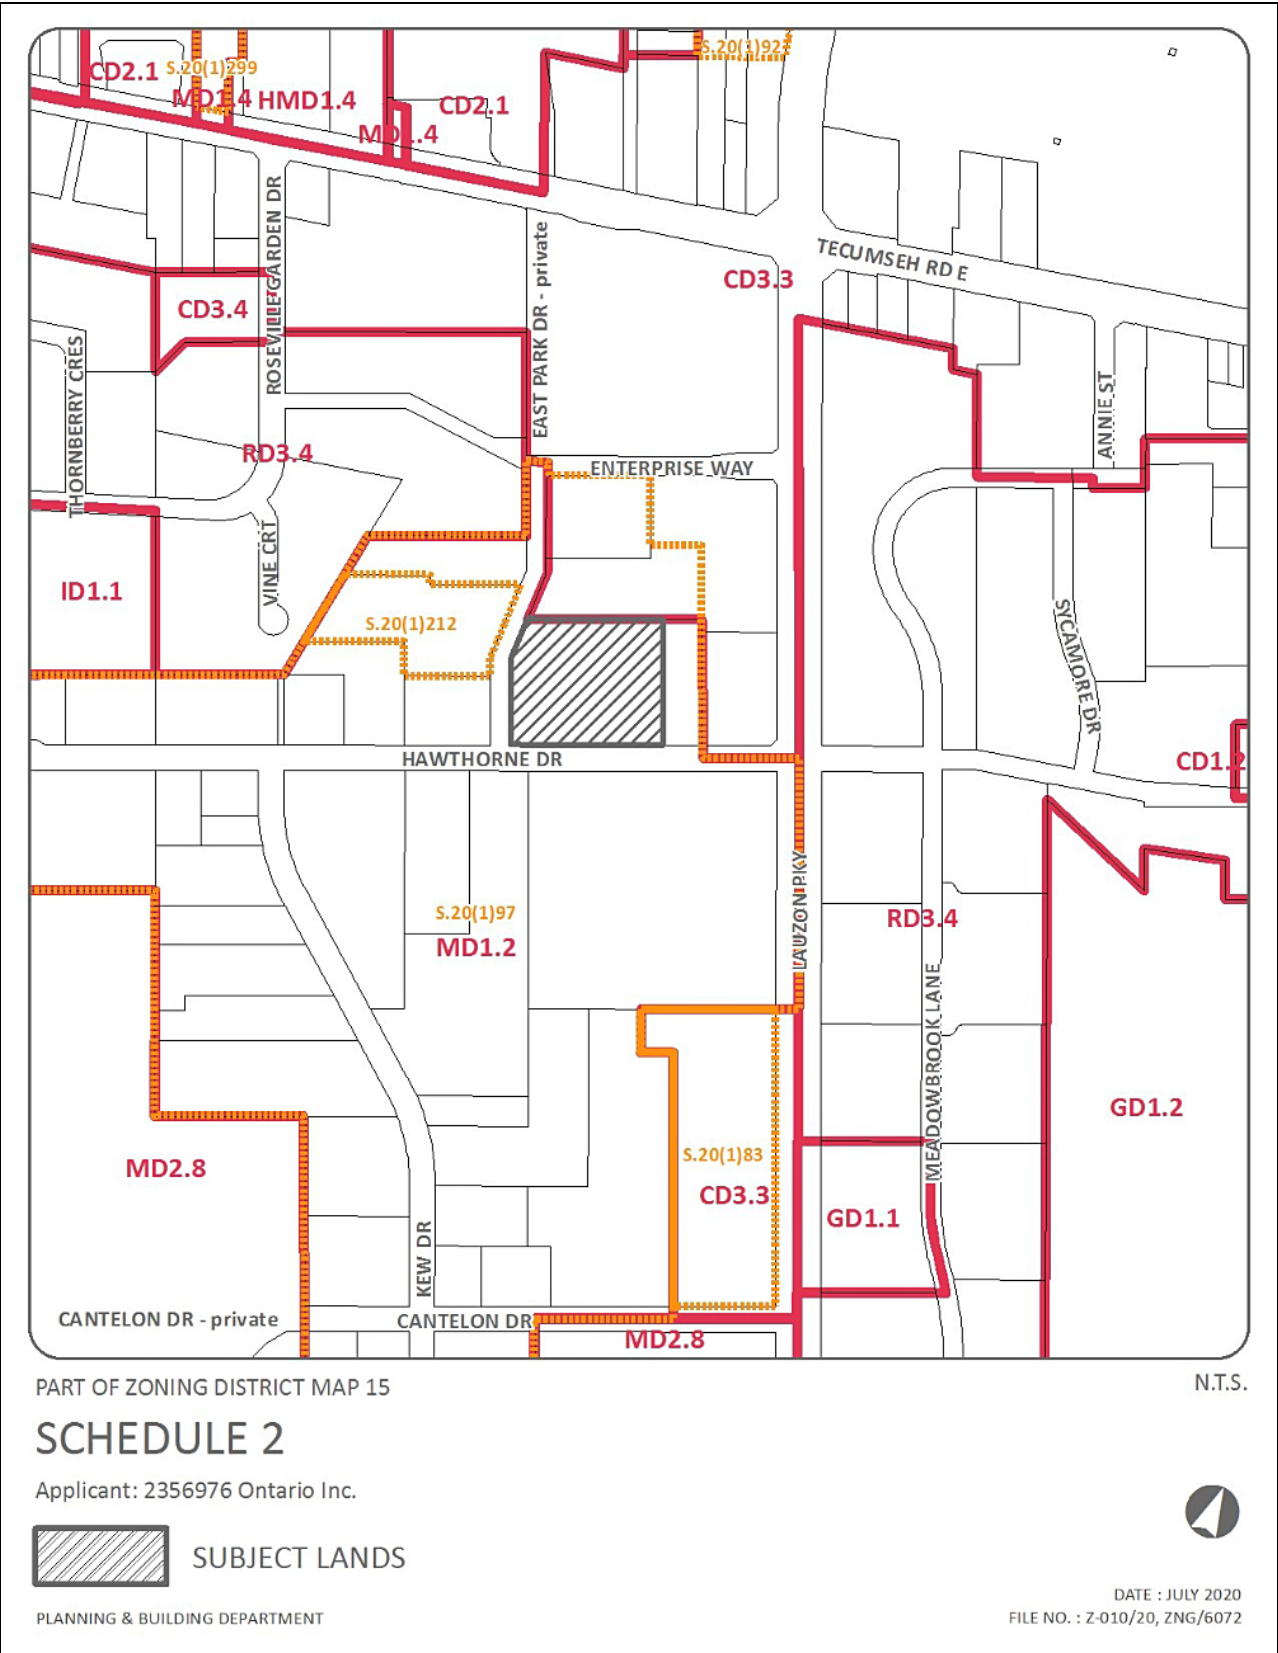 CD2.1
S.20(1)299
MD1.4
HMD1.4
CD2.1
MD1.4
S.20(1)92
ROSEVILLE GARDEN DR
EAST PARK DR - private
TECUMSEH RD E
CD3.3
CD3.4
THORNBERRY CRES
ANNIE ST
RD3.4
ENTERPRISE WAY
VINE CRT
ID1.1
S.20(1)212
SYCAMORE DR
HAWTHORNE DR
CD1.2
LAUZON PKY
S.20(1)97
MD1.2
RD3.4
MEADOWBROOK LANE
GD1.2
S.20(1)83
MD2.8
CD3.3
GD1.1
KEW DR
CANTELON DR - private
CANTELON DR
MD2.8
PART OF ZONING DISTRICT MAP 15
N.T.S.
SCHEDULE 2
Applicant: 2356976 Ontario Inc.
SUBJECT LANDS
DATE : JULY 2020
PLANNING & BUILDING DEPARTMENT
FILE NO. : Z-010/20, ZNG/6072